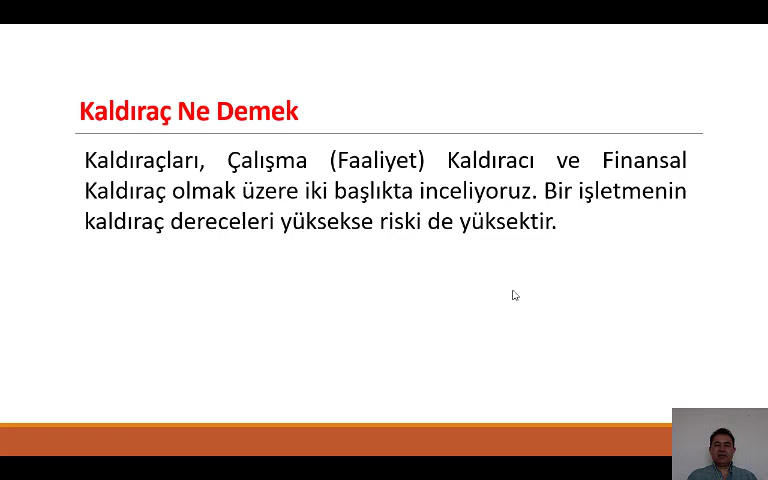 Kaldıraç Ne Demek
Kaldıraçları, Çalışma (Faaliyet) Kaldıracı ve Finansal
Kaldıraç olmak üzere iki başlıkta inceliyoruz. Bir işletmenin
kaldıraç dereceleri yüksekse riski de yüksektir.